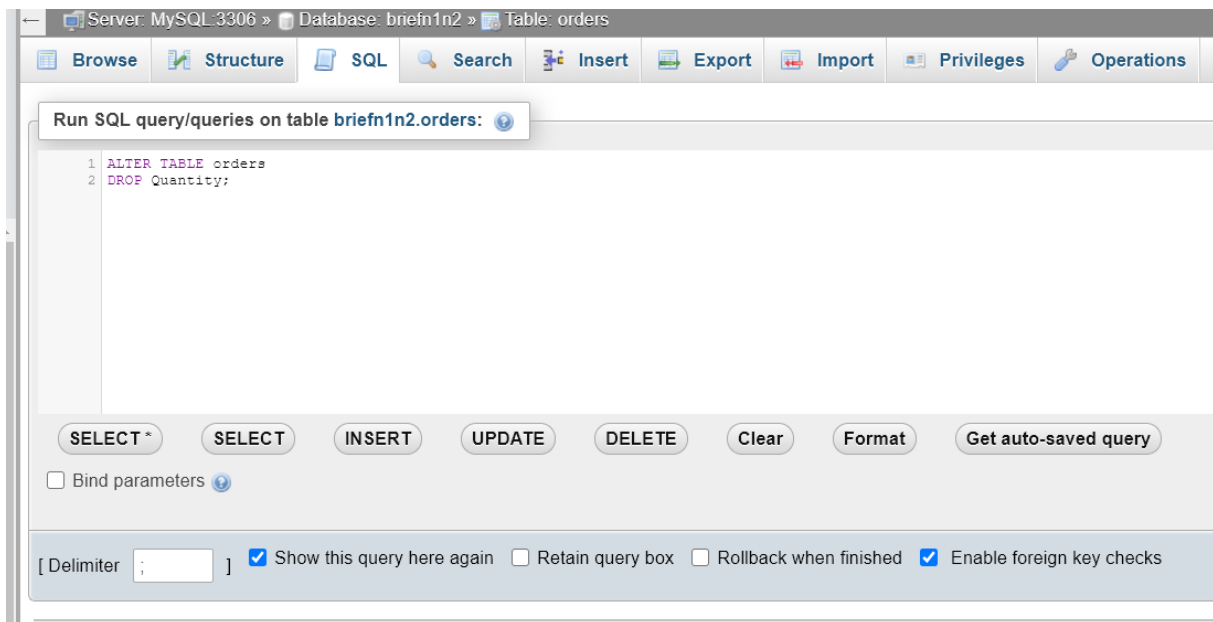 ← Server: MySQL:3306 » Database: briefn1n2 » Table: orders
Browse Structure SQL Search Insert Export Import Privileges Operations
Run SQL query/queries on table briefn1n2.orders:
1 ALTER TABLE orders
2 DROP Quantity;
SELECT * SELECT INSERT UPDATE DELETE Clear Format Get auto-saved query
Bind parameters
[ Delimiter ; ] Show this query here again Retain query box Rollback when finished Enable foreign key checks